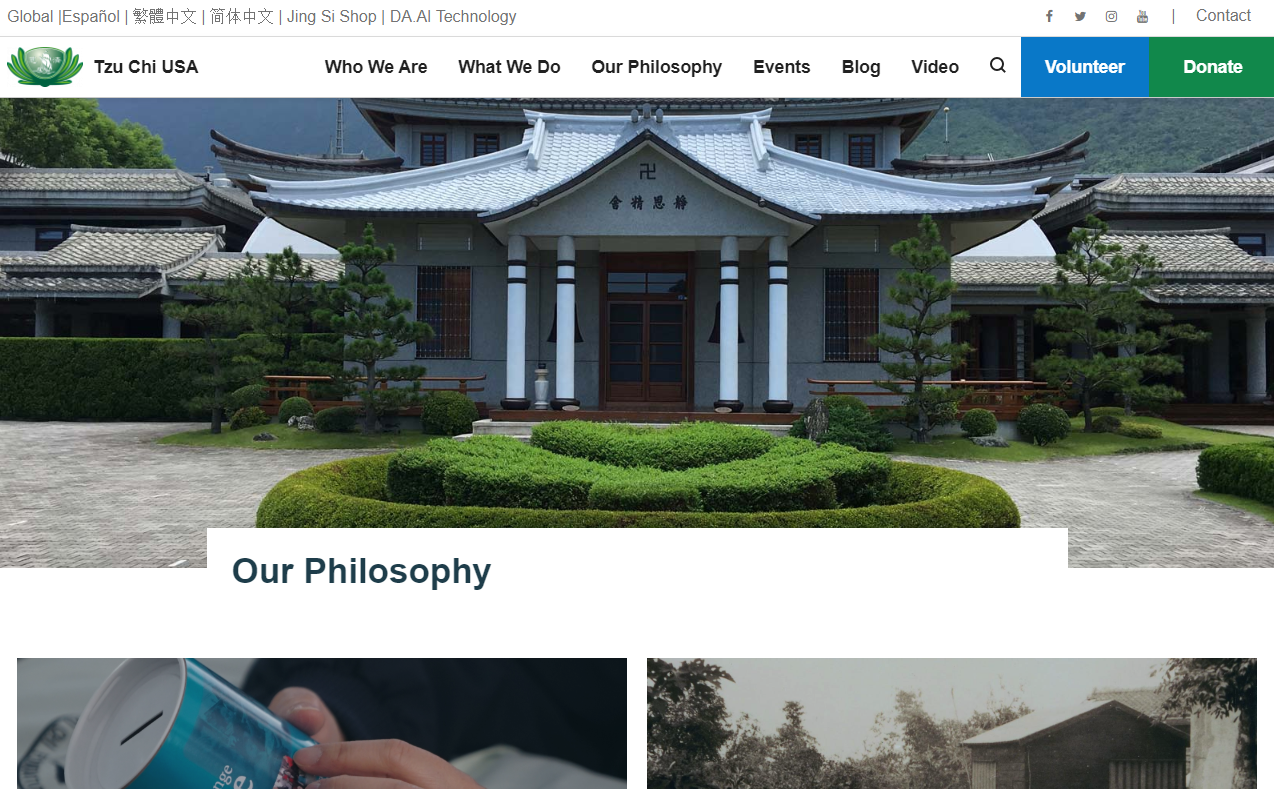 Global |Español | 繁體中文 | 简体中文 | Jing Si Shop | DA.AI Technology
| Contact
Tzu Chi USA
Who We Are What We Do Our Philosophy Events Blog Video Volunteer Donate
卍
舍精思靜
Our Philosophy
nge